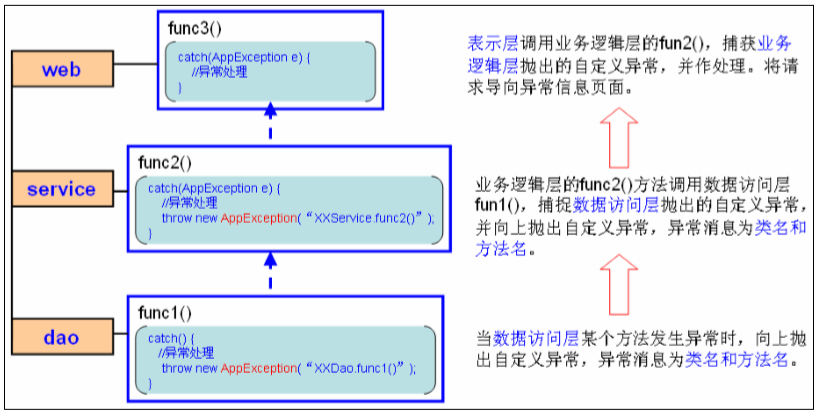 func3()
web
catch(AppException e) {
//异常处理
}
表示层调用业务逻辑层的fun2()，捕获业务
逻辑层抛出的自定义异常，并作处理。将请
求导向异常信息页面。
func2()
service
catch(AppException e) {
//异常处理
throw new AppException(“XXService.func2()”);
}
业务逻辑层的func2()方法调用数据访问层
fun1()，捕捉数据访问层抛出的自定义异常，
并向上抛出自定义异常，异常消息为类名和
方法名。
func1()
dao
catch() {
//异常处理
throw new AppException(“XXDao.func1()”);
}
当数据访问层某个方法发生异常时，向上抛
出自定义异常，异常消息为类名和方法名。